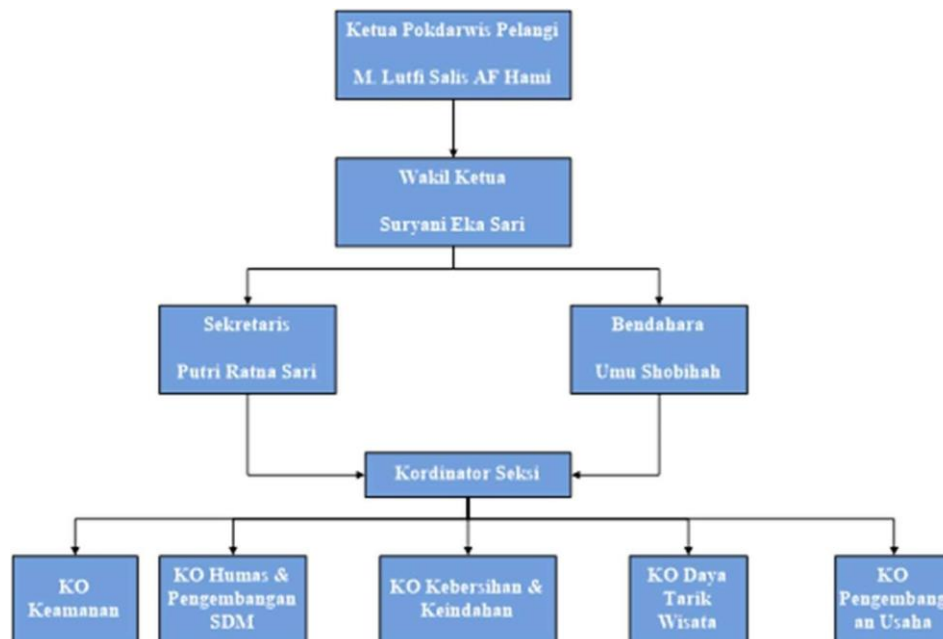 Ketua Pokdarwis Pelangi
M. Lutfi Salis AF Hami
Wakil Ketua
Suryani Eka Sari
Sekretaris
Putri Ratna Sari
Bendahara
Umu Shobihah
Kordinator Seksi
KO
Keamanan
KO Humas &
Pengembangan
SDM
KO Kebersihan &
Keindahan
KO Daya
Tarik
Wisata
KO
Pengembang
an Usaha